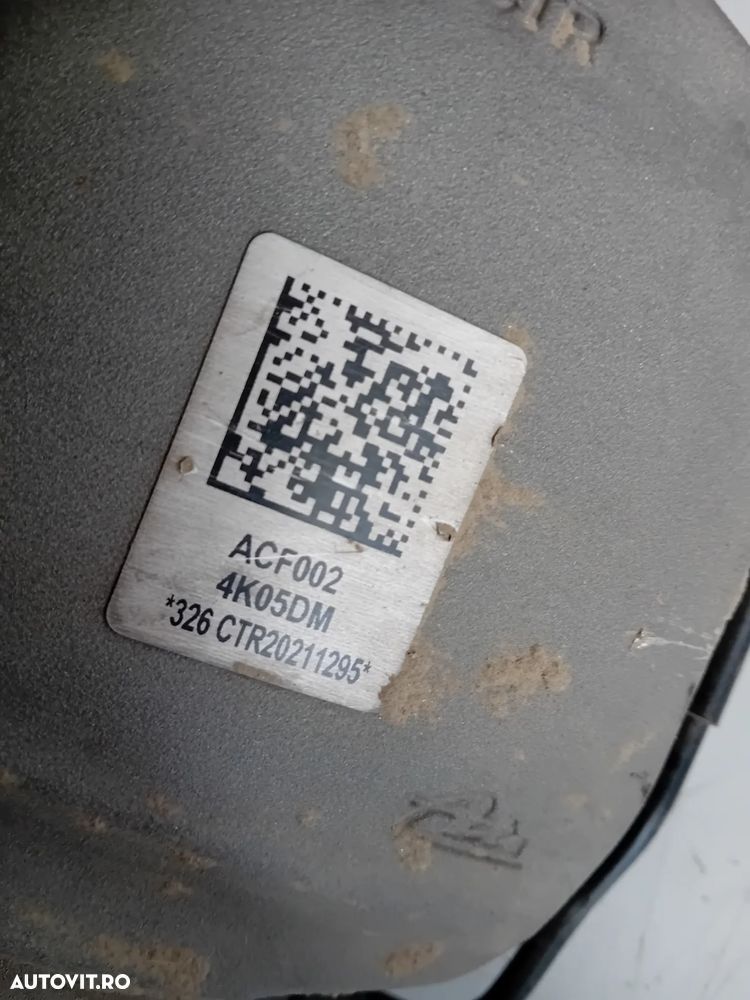 ACF002
4K05DM
*326 CTR20211295*
AUTOVIT.RO